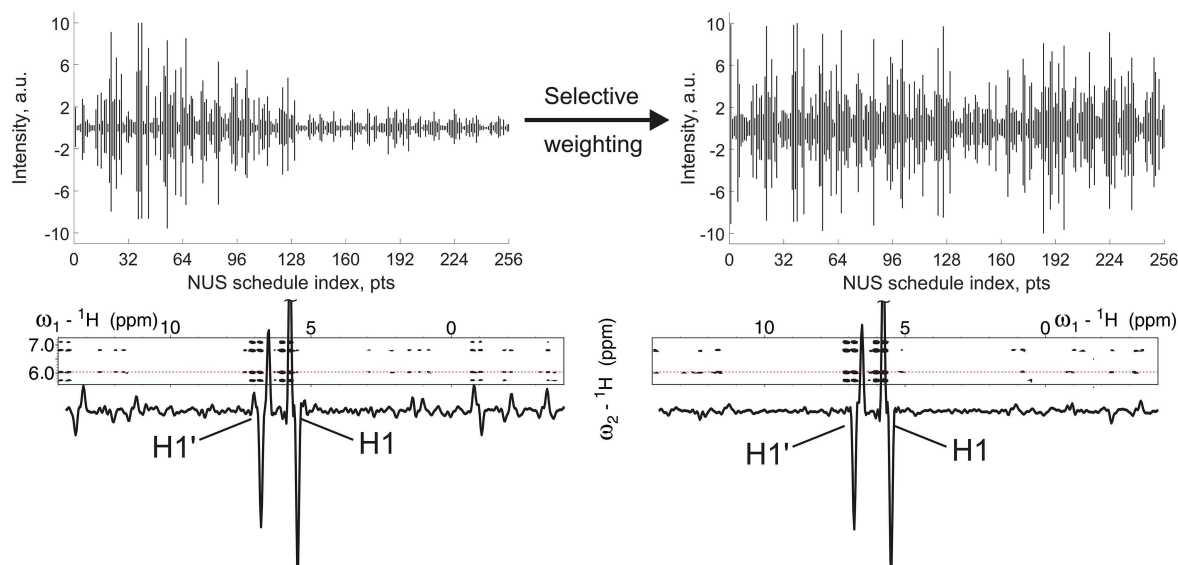 10
6
2
-2
-6
-10
Intensity, a.u.
0 32 64 96 128 160 192 224 256
NUS schedule index, pts
Selective
weighting
10
6
2
-2
-6
-10
Intensity, a.u.
0 32 64 96 128 160 192 224 256
NUS schedule index, pts
ω₁ - ¹H (ppm) 10 5 0
7.0
6.0
H1' H1
ω₂ - ¹H (ppm)
10 5 0 ω₁ - ¹H (ppm)
H1' H1